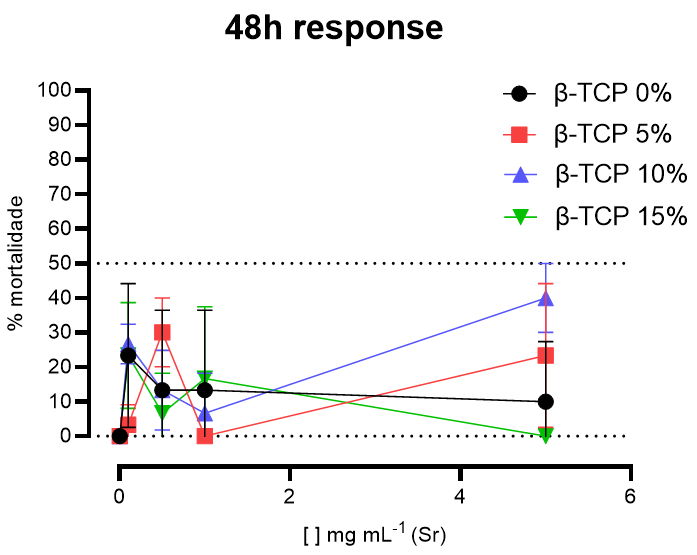 48h response
β-TCP 0%
β-TCP 5%
β-TCP 10%
β-TCP 15%
% mortalidade
100
90
80
70
60
50
40
30
20
10
0
0 2 4 6
[ ] mg mL⁻¹ (Sr)